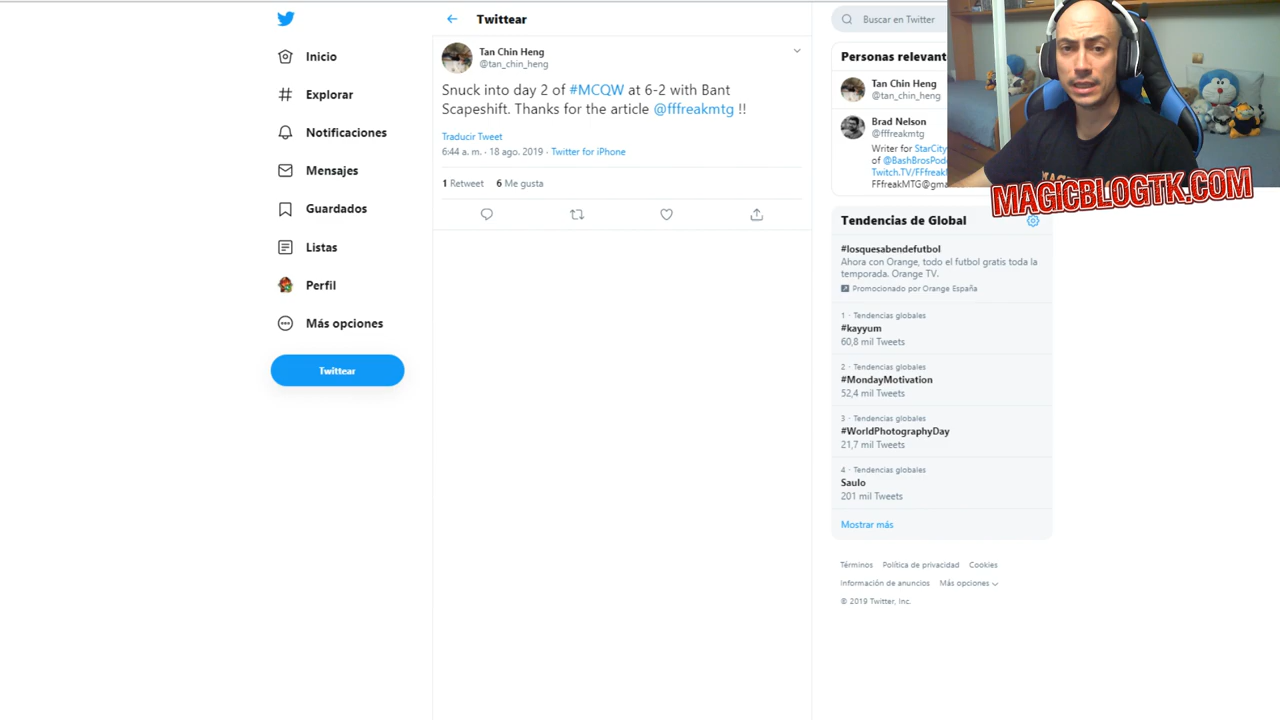 Inicio
Explorar
Notificaciones
Mensajes
Guardados
Listas
Perfil
Más opciones
Twittear
Twittear
Tan Chin Heng
@tan_chin_heng
Snuck into day 2 of #MCQW at 6-2 with Bant
Scapeshift. Thanks for the article @fffreakmtg !!
Traducir Tweet
6:44 a. m. · 18 ago. 2019 · Twitter for iPhone
1 Retweet 6 Me gusta
Buscar en Twitter
Personas relevant
Tan Chin Heng
@tan_chin_heng
Brad Nelson
@fffreakmtg
Writer for StarCity
of @BashBrosPod
Twitch.TV/FFfreak
FFfreakMTG@gma
MAGICBLOGTK.COM
Tendencias de Global
#losquesabendefutbol
Ahora con Orange, todo el futbol gratis toda la
temporada. Orange TV.
Promocionado por Orange España
1 · Tendencias globales
#kayyum
60,8 mil Tweets
2 · Tendencias globales
#MondayMotivation
52,4 mil Tweets
3 · Tendencias globales
#WorldPhotographyDay
21,7 mil Tweets
4 · Tendencias globales
Saulo
201 mil Tweets
Mostrar más
Términos Política de privacidad Cookies
Información de anuncios Más opciones
© 2019 Twitter, Inc.